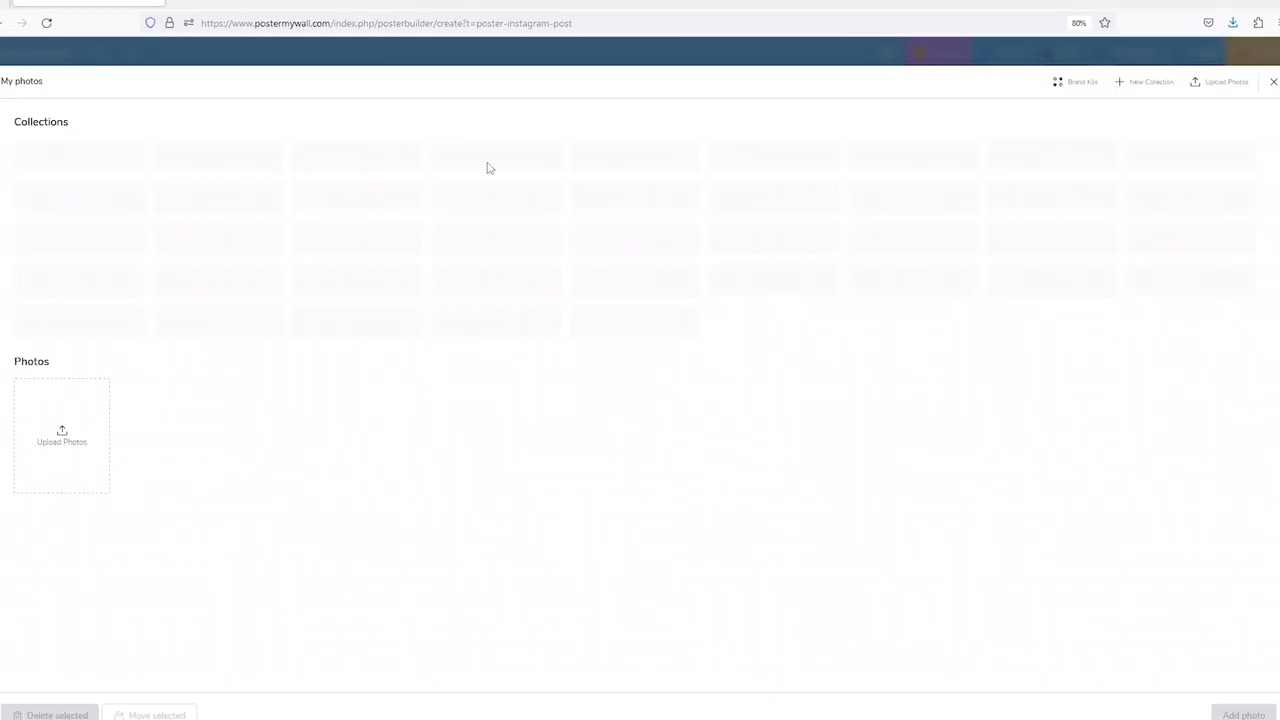 https://www.postermywall.com/index.php/posterbuilder/create?t=poster-instagram-post
80%
My photos
Brand Kits
New Collection
Upload Photos
Collections
Photos
Upload Photos
Delete selected
Move selected
Add photo